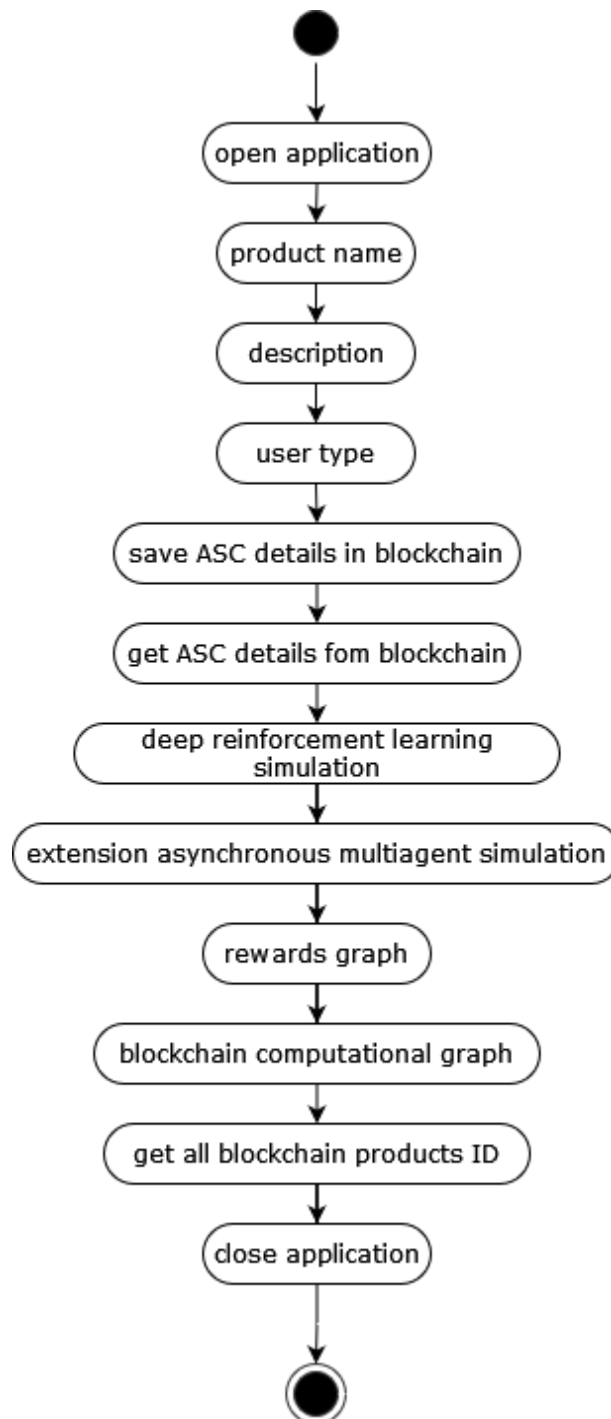 open application
product name
description
user type
save ASC details in blockchain
get ASC details fom blockchain
deep reinforcement learning
simulation
extension asynchronous multiagent simulation
rewards graph
blockchain computational graph
get all blockchain products ID
close application